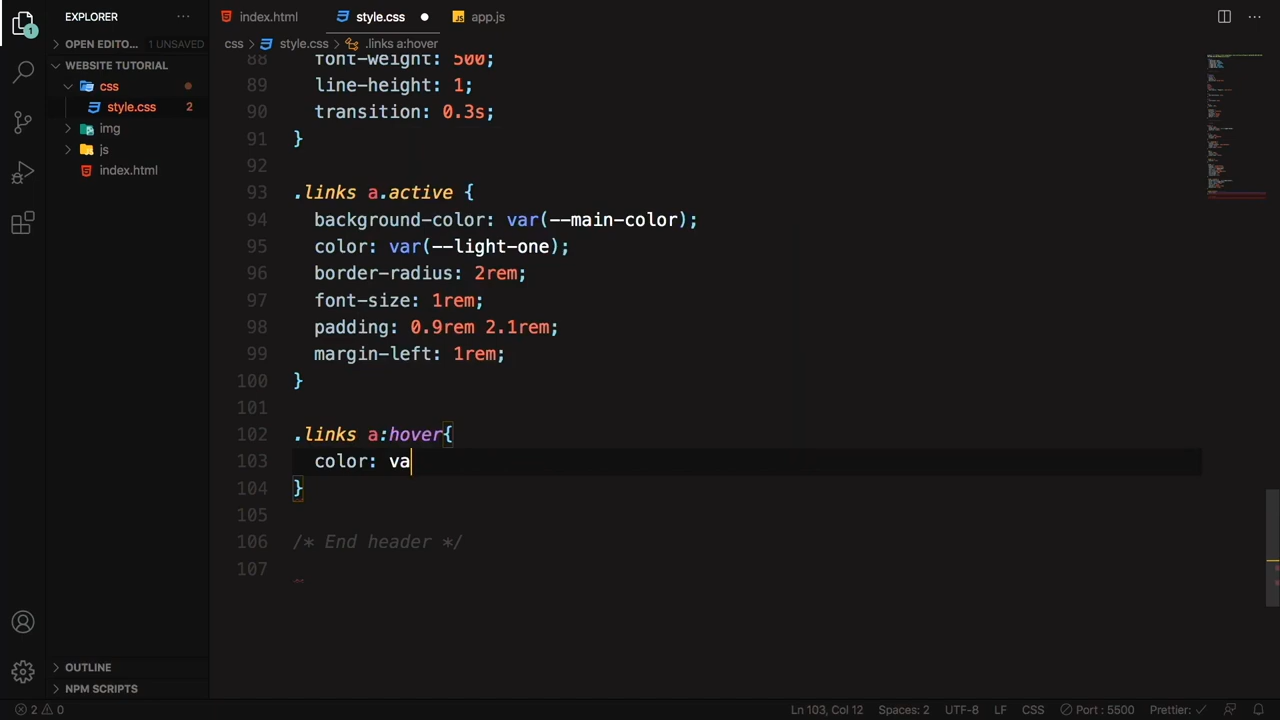 EXPLORER ...
index.html
style.css
app.js
...
OPEN EDITO... 1 UNSAVED
css > style.css > .links a:hover
WEBSITE TUTORIAL
css
style.css 2
img
js
index.html
1
88 font-weight: 500;
89 line-height: 1;
90 transition: 0.3s;
91 }
92
93 .links a.active {
94 background-color: var(--main-color);
95 color: var(--light-one);
96 border-radius: 2rem;
97 font-size: 1rem;
98 padding: 0.9rem 2.1rem;
99 margin-left: 1rem;
100 }
101
102 .links a:hover{
103 color: va
104 }
105
106 /* End header */
107
OUTLINE
NPM SCRIPTS
2 0
Ln 103, Col 12 Spaces: 2 UTF-8 LF CSS Port : 5500 Prettier: ✓